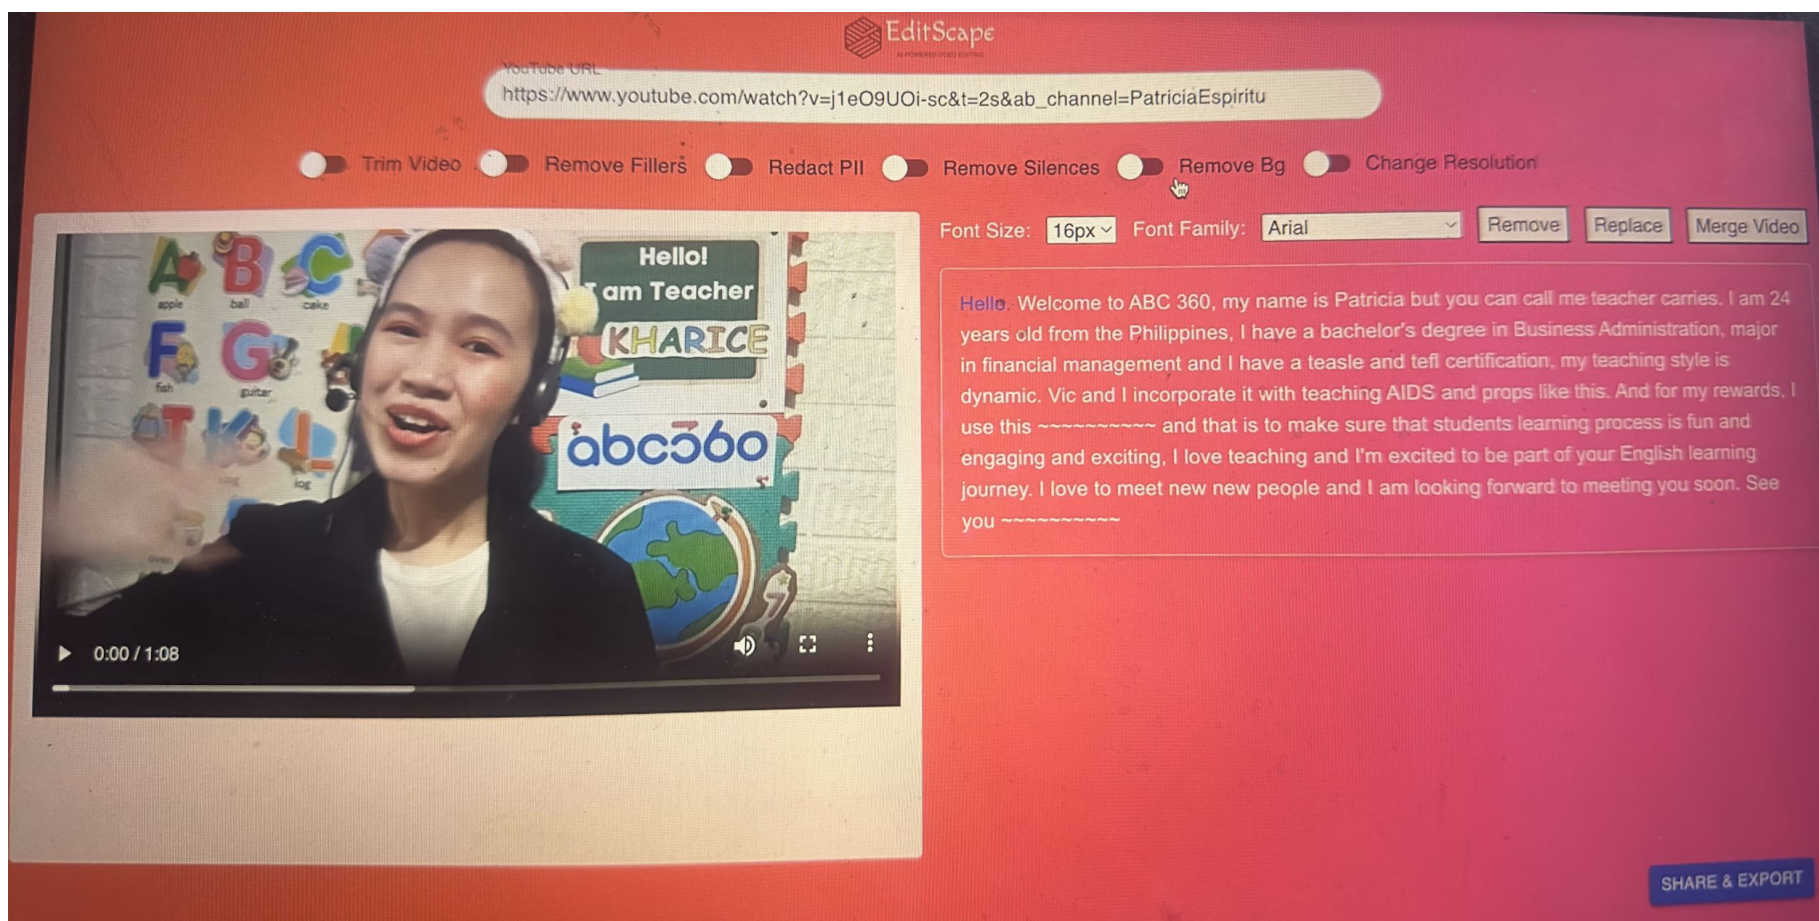 EditScape
AI-POWERED VIDEO EDITING
YouTube URL
https://www.youtube.com/watch?v=j1eO9UOi-sc&t=2s&ab_channel=PatriciaEspiritu
Trim Video Remove Fillers Redact PII Remove Silences Remove Bg Change Resolution
Font Size: 16px Font Family: Arial Remove Replace Merge Video
A B C
apple ball cake
F G
fish guitar
J K L
log
oven
Hello!
I am Teacher
KHARICE
abc360
7
0:00 / 1:08
Hello. Welcome to ABC 360, my name is Patricia but you can call me teacher carries. I am 24
years old from the Philippines, I have a bachelor's degree in Business Administration, major
in financial management and I have a teasle and tefl certification, my teaching style is
dynamic. Vic and I incorporate it with teaching AIDS and props like this. And for my rewards, I
use this ~~~~~~~~~~ and that is to make sure that students learning process is fun and
engaging and exciting, I love teaching and I'm excited to be part of your English learning
journey. I love to meet new new people and I am looking forward to meeting you soon. See
you ~~~~~~~~~~
SHARE & EXPORT